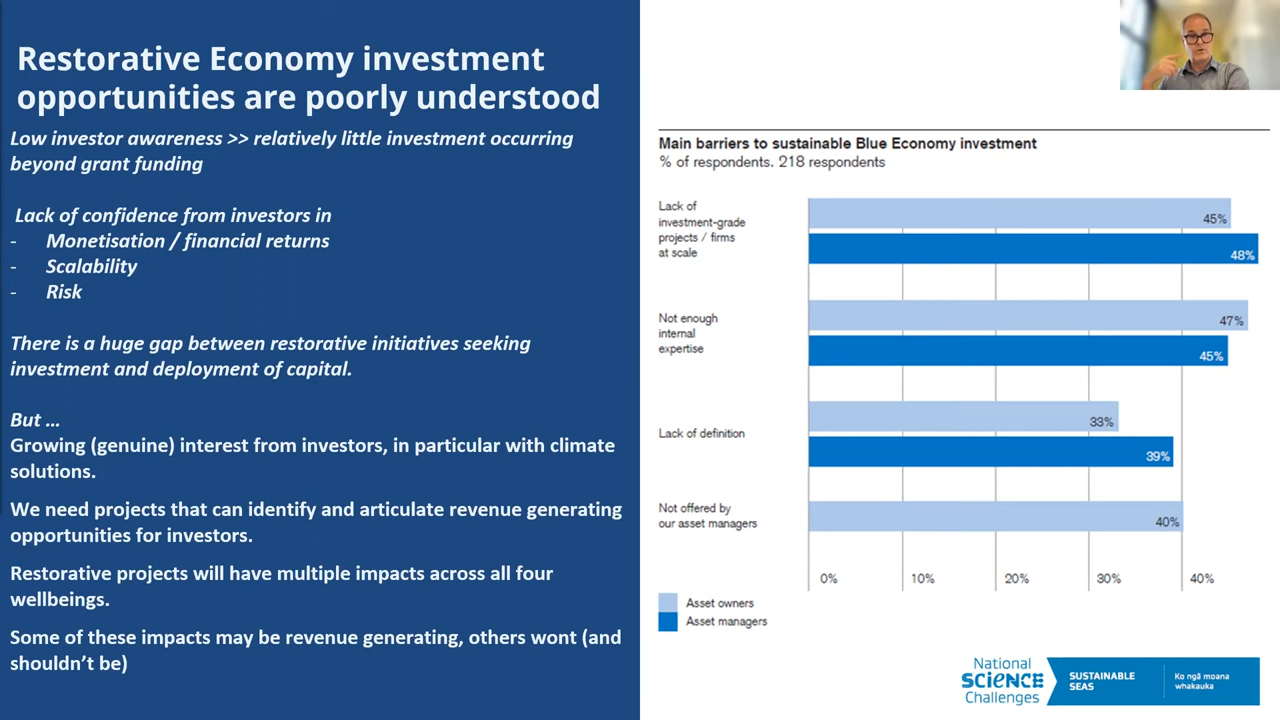 Restorative Economy investment
opportunities are poorly understood
Low investor awareness >> relatively little investment occurring
beyond grant funding
Lack of confidence from investors in
- Monetisation / financial returns
- Scalability
- Risk
There is a huge gap between restorative initiatives seeking
investment and deployment of capital.
But ...
Growing (genuine) interest from investors, in particular with climate
solutions.
We need projects that can identify and articulate revenue generating
opportunities for investors.
Restorative projects will have multiple impacts across all four
wellbeings.
Some of these impacts may be revenue generating, others wont (and
shouldn't be)
Main barriers to sustainable Blue Economy investment
% of respondents. 218 respondents
Lack of
investment-grade
projects / firms
at scale
45%
48%
Not enough
internal
expertise
47%
45%
Lack of definition
33%
39%
Not offered by
our asset managers
40%
0% 10% 20% 30% 40%
Asset owners
Asset managers
National
SCIENCE
Challenges
SUSTAINABLE
SEAS
Ko ngā moana
whakauka